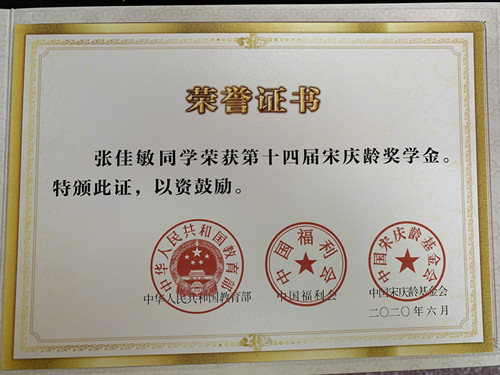 荣誉证书
张佳敏同学荣获第十四届宋庆龄奖学金。
特颁此证，以资鼓励。
中华人民共和国教育部
中国福利会
中国宋庆龄基金会
中华人民共和国教育部 中国福利会 中国宋庆龄基金会
二〇二〇年六月